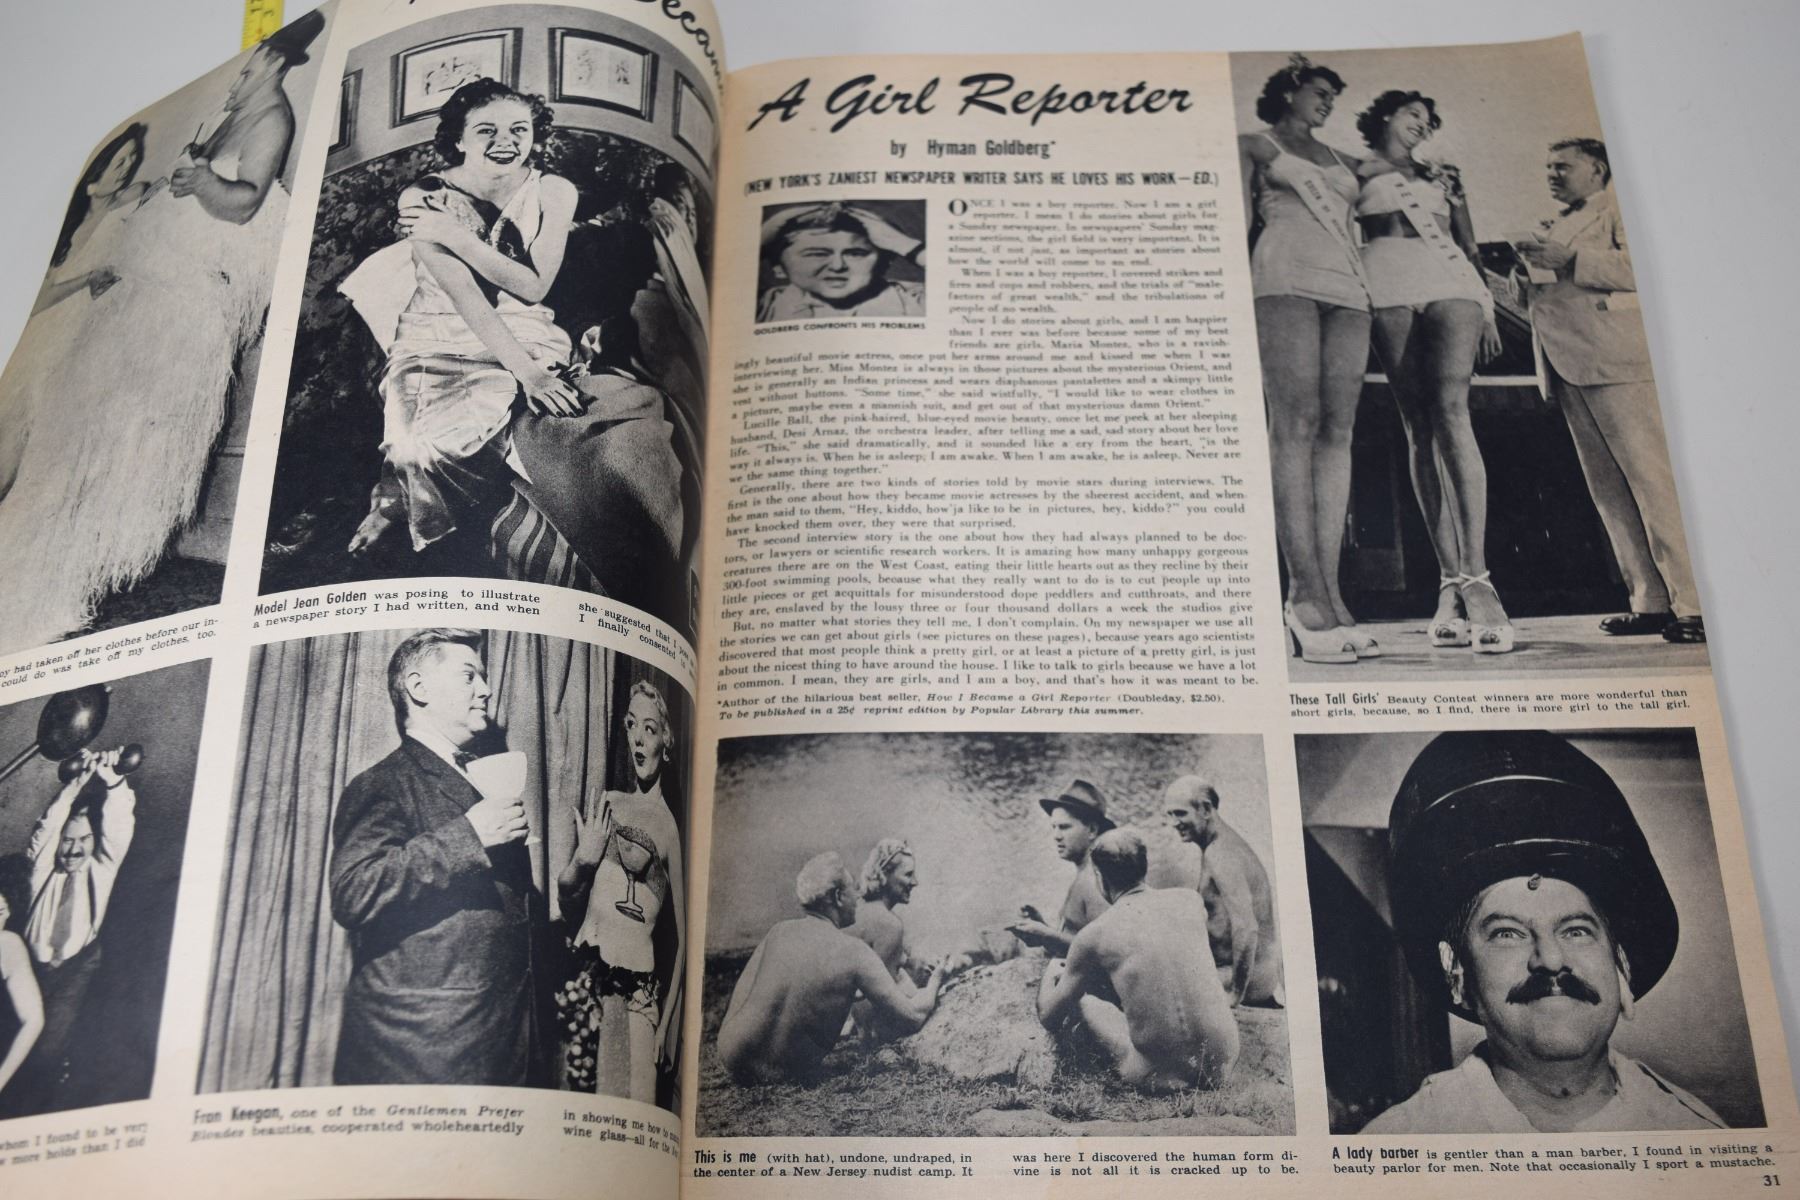 Becam
oy had taken off her clothes before our in-
could do was take off my clothes, too.
Model Jean Golden was posing to illustrate
a newspaper story I had written, and when
she suggested that I
I finally consented
whom I found to be very
more holds than I did
Fran Keegan, one of the Gentlemen Prefer
Blondes beauties, cooperated wholeheartedly
in showing me how to
wine glass—all for the
A Girl Reporter
by Hyman Goldberg*
(NEW YORK'S ZANIEST NEWSPAPER WRITER SAYS HE LOVES HIS WORK—ED.)
GOLDBERG CONFRONTS HIS PROBLEMS
ONCE I was a boy reporter. Now I am a girl
reporter. I mean I do stories about girls for
a Sunday newspaper. In newspapers' Sunday mag-
azine sections, the girl field is very important. It is
almost, if not just, as important as stories about
how the world will come to an end.
When I was a boy reporter, I covered strikes and
fires and cops and robbers, and the trials of "male-
factors of great wealth," and the tribulations of
people of no wealth.
Now I do stories about girls, and I am happier
than I ever was before because some of my best
friends are girls. Maria Montez, who is a ravish-
ingly beautiful movie actress, once put her arms around me and kissed me when I was
interviewing her. Miss Montez is always in those pictures about the mysterious Orient, and
she is generally an Indian princess and wears diaphanous pantalettes and a skimpy little
vest without buttons. "Some time," she said wistfully, "I would like to wear clothes in
a picture, maybe even a mannish suit, and get out of that mysterious damn Orient."
Lucille Ball, the pink-haired, blue-eyed movie beauty, once let me peek at her sleeping
husband, Desi Arnaz, the orchestra leader, after telling me a sad, sad story about her love
life. "This," she said dramatically, and it sounded like a cry from the heart, "is the
way it always is. When he is asleep, I am awake. When I am awake, he is asleep. Never are
we the same thing together."
Generally, there are two kinds of stories told by movie stars during interviews. The
first is the one about how they became movie actresses by the sheerest accident, and when
the man said to them, "Hey, kiddo, how'ja like to be in pictures, hey, kiddo?" you could
have knocked them over, they were that surprised.
The second interview story is the one about how they had always planned to be doc-
tors, or lawyers or scientific research workers. It is amazing how many unhappy gorgeous
creatures there are on the West Coast, eating their little hearts out as they recline by their
300-foot swimming pools, because what they really want to do is to cut people up into
little pieces or get acquittals for misunderstood dope peddlers and cutthroats, and there
they are, enslaved by the lousy three or four thousand dollars a week the studios give
But, no matter what stories they tell me, I don't complain. On my newspaper we use all
the stories we can get about girls (see pictures on these pages), because years ago scientists
discovered that most people think a pretty girl, or at least a picture of a pretty girl, is just
about the nicest thing to have around the house. I like to talk to girls because we have a lot
in common. I mean, they are girls, and I am a boy, and that's how it was meant to be.
*Author of the hilarious best seller, How I Became a Girl Reporter (Doubleday, $2.50).
To be published in a 25¢ reprint edition by Popular Library this summer.
These Tall Girls' Beauty Contest winners are more wonderful than
short girls, because, so I find, there is more girl to the tall girl.
This is me (with hat), undone, undraped, in
the center of a New Jersey nudist camp. It
was here I discovered the human form di-
vine is not all it is cracked up to be.
A lady barber is gentler than a man barber, I found in visiting a
beauty parlor for men. Note that occasionally I sport a mustache.
31